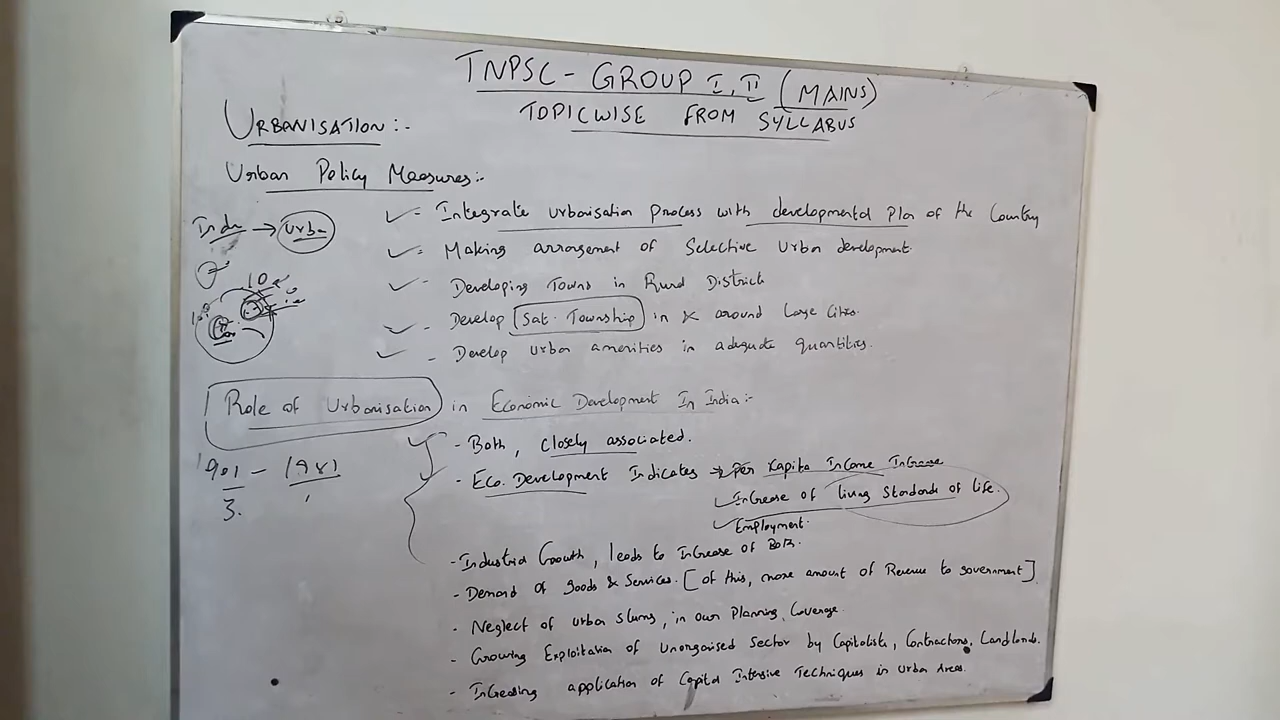 TNPSC - GROUP I, II (MAINS)
TOPICWISE FROM SYLLABUS
URBANISATION:-
Urban Policy Measures:-
- Integrate urbanisation process with developmental plan of the Country
- Making arrangement of Selective Urban development.
- Developing Towns in Rural Districts
- Develop Sat. Township in & around Large Cities.
- Develop urban amenities in adequate quantities.
Indu → Urba
10
Role of Urbanisation in Economic Development In India:-
- Both, closely associated.
- Eco. Development Indicates → Per Kapita Income Increase
Increase of living Standards of life.
Employment.
1901 - 1981
3.
- Industrial Growth, leads to Increase of Both.
- Demand of goods & Services. [of this, more amount of Revenue to government]
- Neglect of urban slums, in our Planning Coverage.
- Growing Exploitation of Unorganised Sector by Capitalists, Contractors, Landlords.
- Increasing application of Capital Intensive Techniques in Urban Areas.